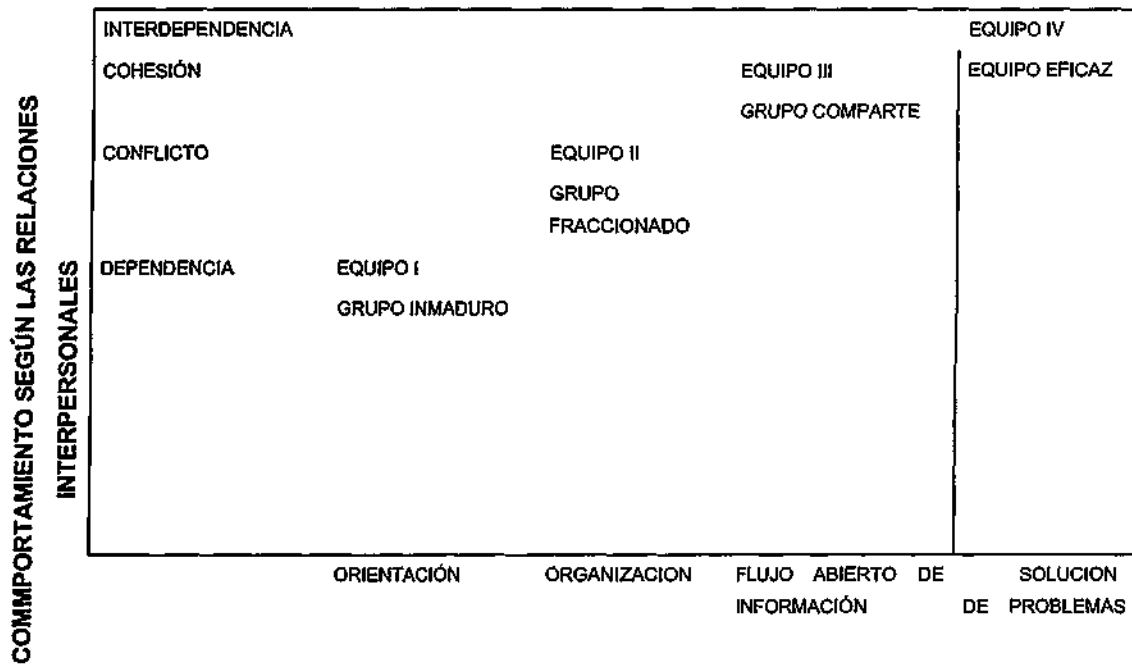 COMMPORTAMIENTO SEGÚN LAS RELACIONES
INTERPERSONALES
INTERDEPENDENCIA
EQUIPO IV
COHESIÓN
EQUIPO III
EQUIPO EFICAZ
GRUPO COMPARTE
CONFLICTO
EQUIPO II
GRUPO
FRACCIONADO
DEPENDENCIA
EQUIPO I
GRUPO INMADURO
ORIENTACIÓN
ORGANIZACION
FLUJO ABIERTO DE
INFORMACIÓN
SOLUCION
DE PROBLEMAS